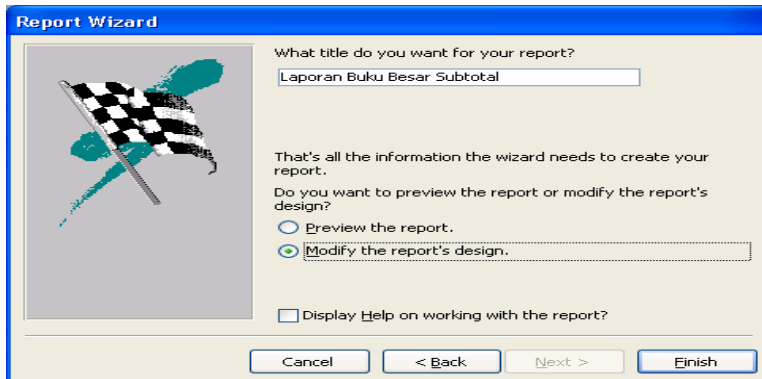 Report Wizard
What title do you want for your report?
Laporan Buku Besar Subtotal
That's all the information the wizard needs to create your
report.
Do you want to preview the report or modify the report's
design?
Preview the report.
Modify the report's design.
Display Help on working with the report?
Cancel
< Back
Next >
Finish